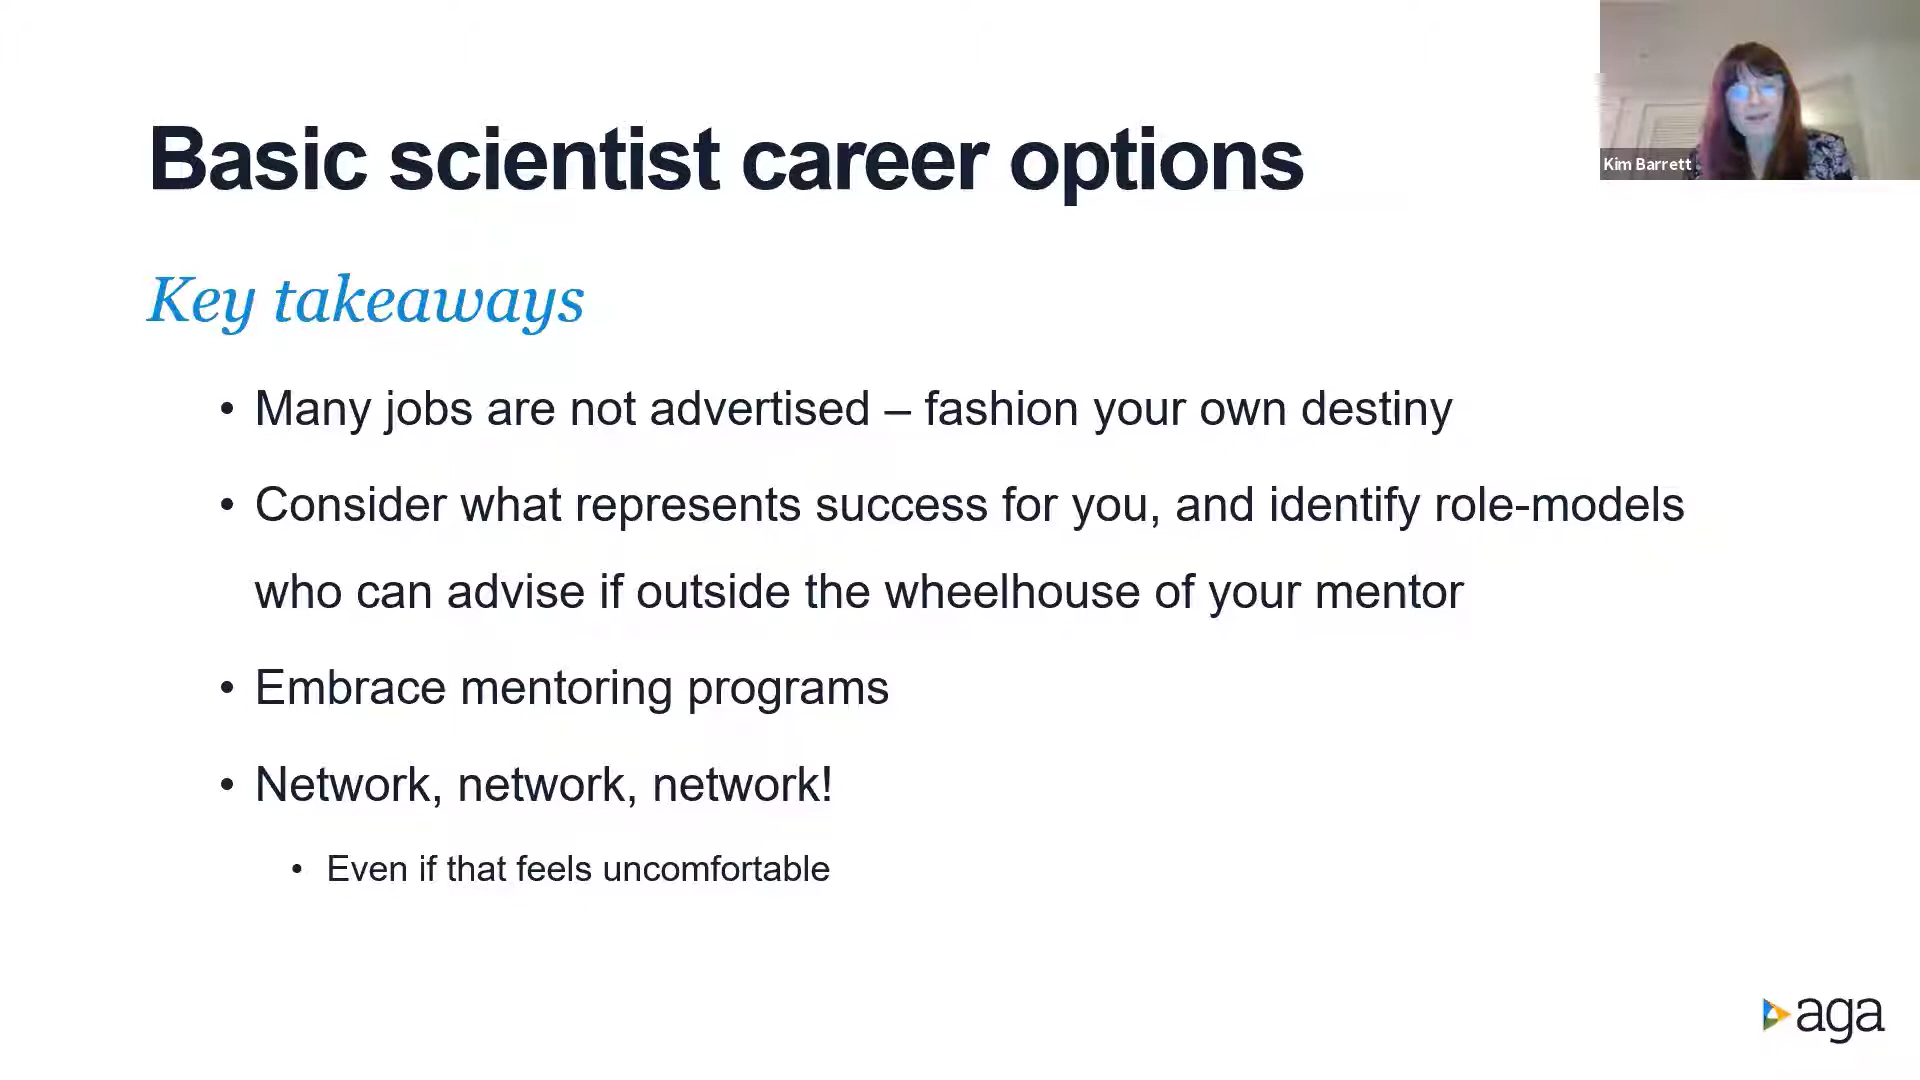 Kim Barrett
Basic scientist career options
Key takeaways
• Many jobs are not advertised – fashion your own destiny
• Consider what represents success for you, and identify role-models
who can advise if outside the wheelhouse of your mentor
• Embrace mentoring programs
• Network, network, network!
• Even if that feels uncomfortable
aga